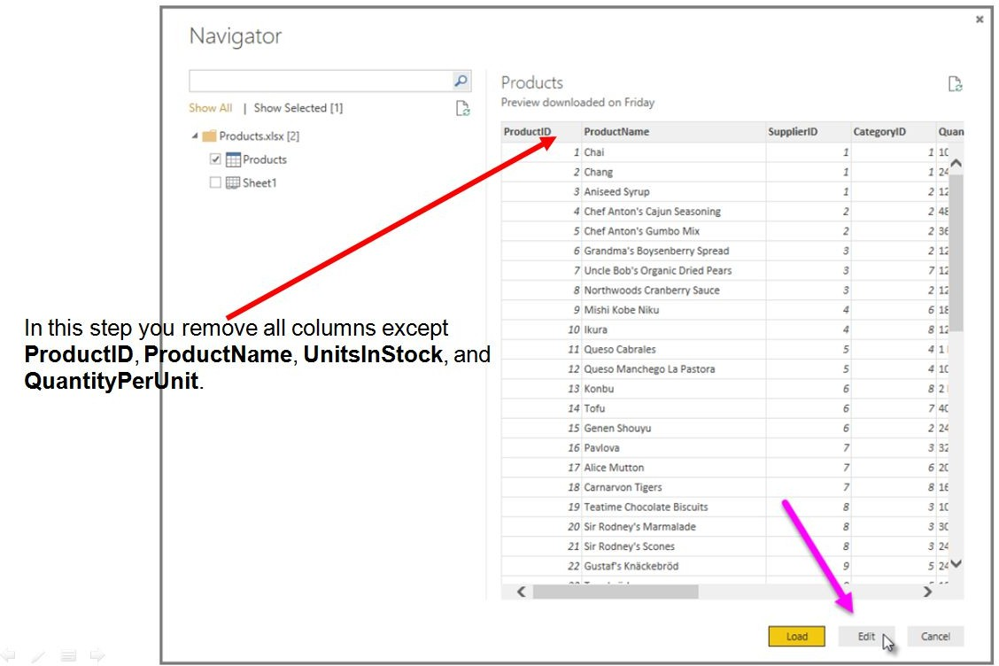 Navigator
Show All | Show Selected [1]
Products.xlsx [2]
Products
Sheet1
In this step you remove all columns except
ProductID, ProductName, UnitsInStock, and
QuantityPerUnit.
Products
Preview downloaded on Friday
ProductID ProductName SupplierID CategoryID Quan
1 Chai 1 1 10
2 Chang 1 1 24
3 Aniseed Syrup 1 2 12
4 Chef Anton's Cajun Seasoning 2 2 48
5 Chef Anton's Gumbo Mix 2 2 36
6 Grandma's Boysenberry Spread 3 2 12
7 Uncle Bob's Organic Dried Pears 3 7 12
8 Northwoods Cranberry Sauce 3 2 12
9 Mishi Kobe Niku 4 6 18
10 Ikura 4 8 12
11 Queso Cabrales 5 4 1
12 Queso Manchego La Pastora 5 4 10
13 Konbu 6 8 2
14 Tofu 6 7 40
15 Genen Shouyu 6 2 24
16 Pavlova 7 3 32
17 Alice Mutton 7 6 20
18 Carnarvon Tigers 7 8 16
19 Teatime Chocolate Biscuits 8 3 10
20 Sir Rodney's Marmalade 8 3 30
21 Sir Rodney's Scones 8 3 24
22 Gustaf's Knäckebröd 9 5 24
Load Edit Cancel